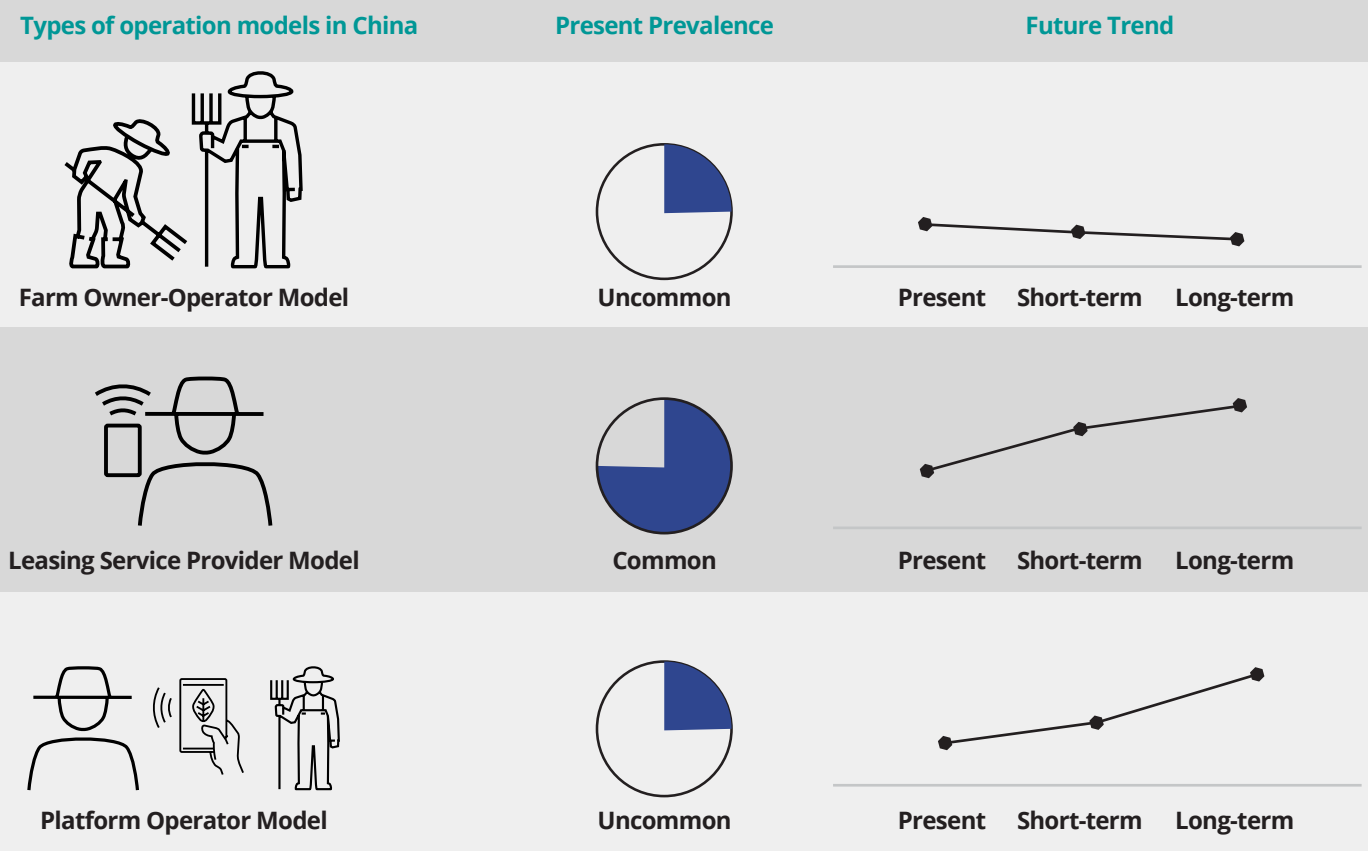 Types of operation models in China
Present Prevalence
Future Trend
Farm Owner-Operator Model
Uncommon
Present
Short-term
Long-term
Leasing Service Provider Model
Common
Present
Short-term
Long-term
Platform Operator Model
Uncommon
Present
Short-term
Long-term